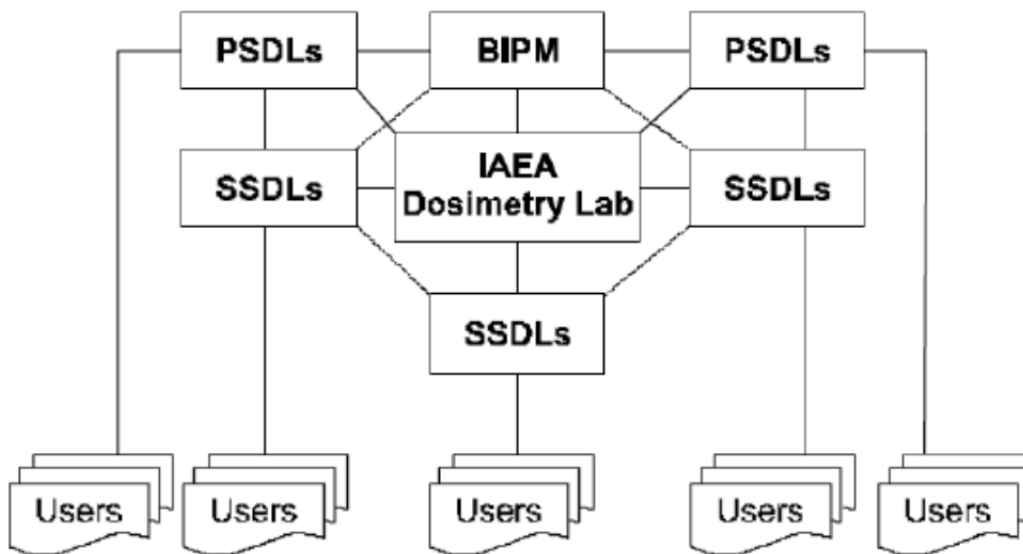 PSDLs
BIPM
PSDLs
SSDLs
IAEA
Dosimetry Lab
SSDLs
SSDLs
Users
Users
Users
Users
Users